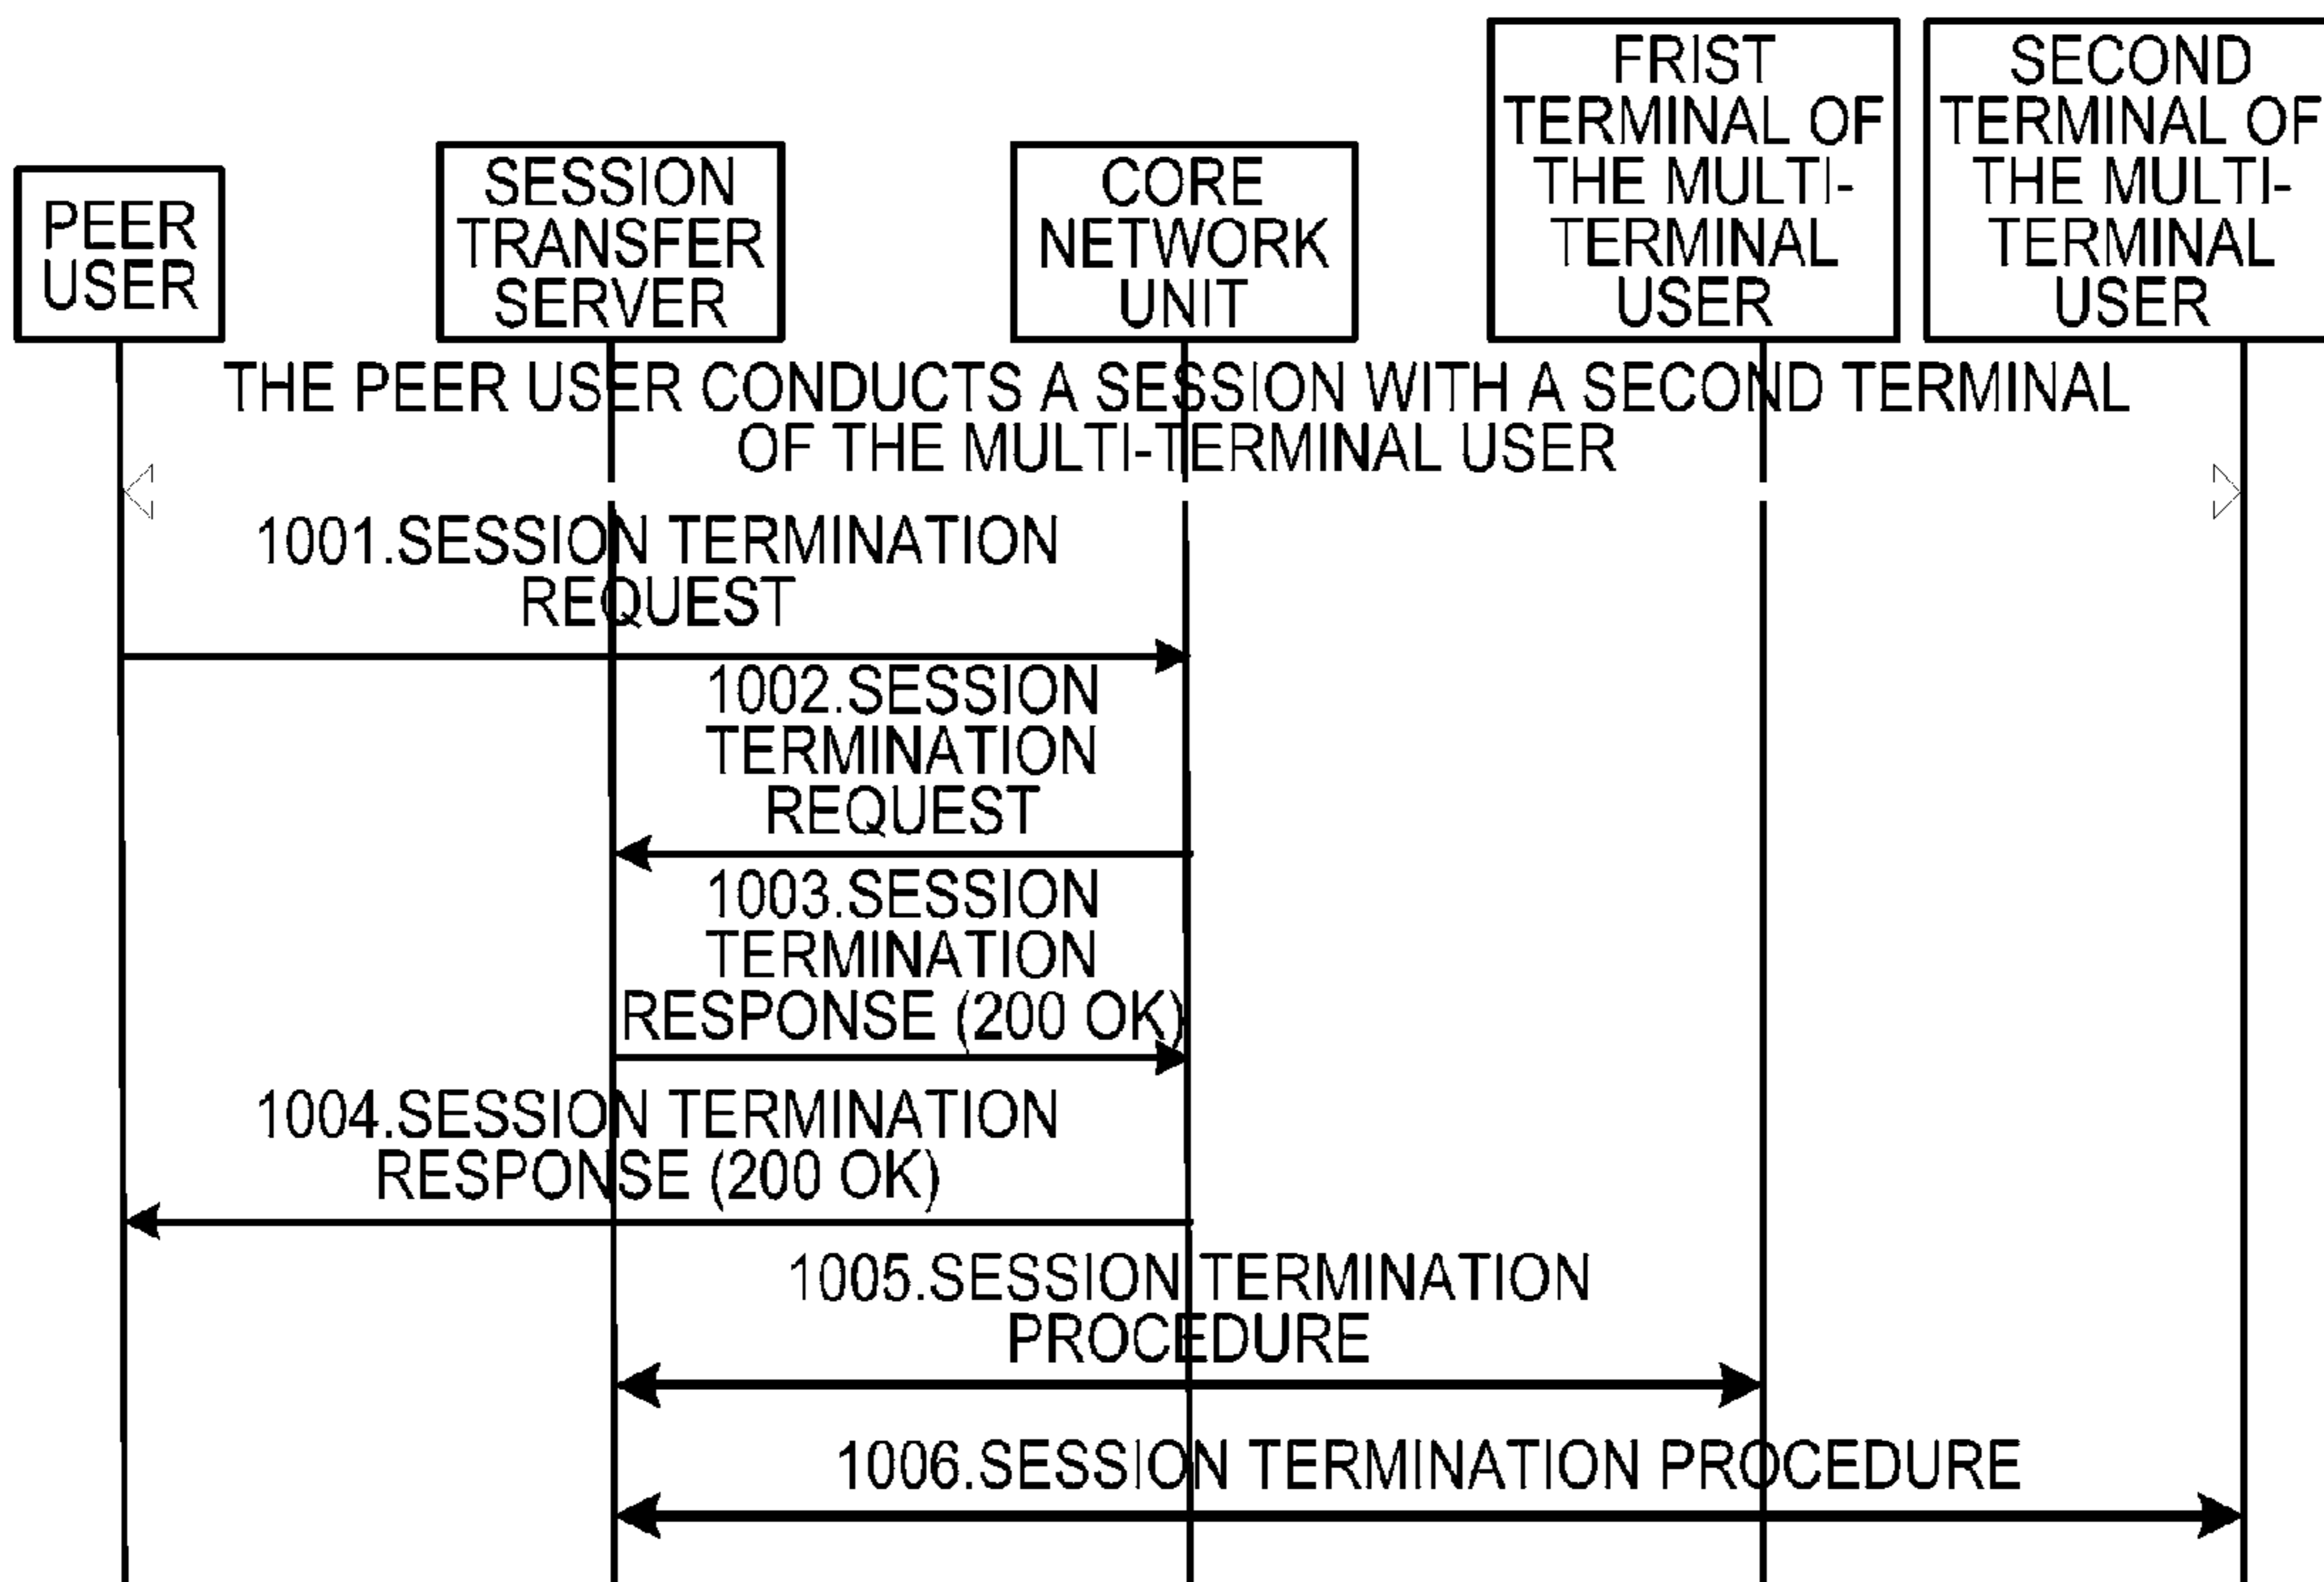 PEER
USER
SESSION
TRANSFER
SERVER
CORE
NETWORK
UNIT
FRIST
TERMINAL OF
THE MULTI-
TERMINAL
USER
SECOND
TERMINAL OF
THE MULTI-
TERMINAL
USER
THE PEER USER CONDUCTS A SESSION WITH A SECOND TERMINAL
OF THE MULTI-TERMINAL USER
1001.SESSION TERMINATION
REQUEST
1002.SESSION
TERMINATION
REQUEST
1003.SESSION
TERMINATION
RESPONSE (200 OK)
1004.SESSION TERMINATION
RESPONSE (200 OK)
1005.SESSION TERMINATION
PROCEDURE
1006.SESSION TERMINATION PROCEDURE